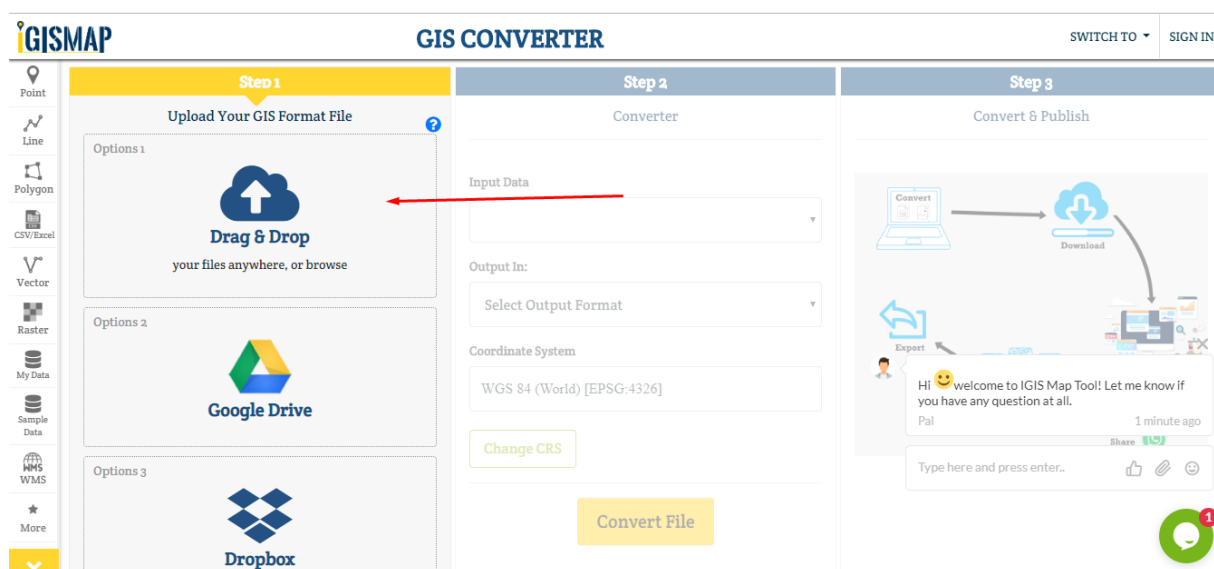 iGISMAP
GIS CONVERTER
SWITCH TO
SIGN IN
Point
Line
Polygon
CSV/Excel
Vector
Raster
My Data
Sample
Data
WMS
WMS
More
Step 1
Upload Your GIS Format File
?
Options 1
Drag & Drop
your files anywhere, or browse
Options 2
Google Drive
Options 3
Dropbox
Step 2
Converter
Input Data
Output In:
Select Output Format
Coordinate System
WGS 84 (World) [EPSG:4326]
Change CRS
Convert File
Step 3
Convert & Publish
Convert
Download
Export
Share
Hi welcome to IGIS Map Tool! Let me know if
you have any question at all.
Pal
1 minute ago
Type here and press enter..
1